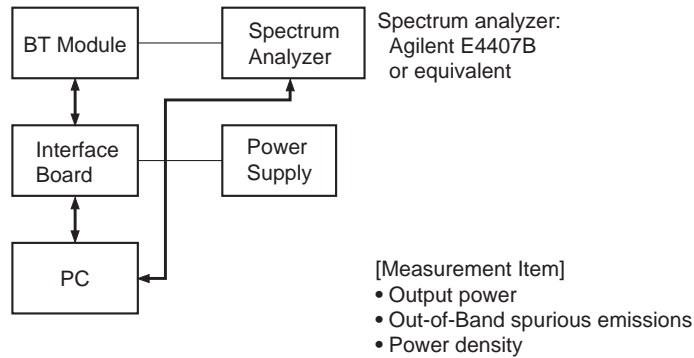 BT Module
Spectrum
Analyzer
Spectrum analyzer:
Agilent E4407B
or equivalent
Interface
Board
Power
Supply
PC
[Measurement Item]
• Output power
• Out-of-Band spurious emissions
• Power density